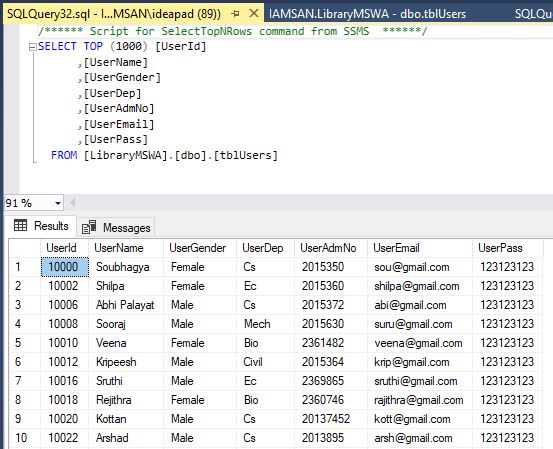 SQLQuery32.sql - I...MSAN\ideapad (89)) IAMSAN.LibraryMSWA - dbo.tblUsers SQLQu
/****** Script for SelectTopNRows command from SSMS ******/
SELECT TOP (1000) [UserId]
,[UserName]
,[UserGender]
,[UserDep]
,[UserAdmNo]
,[UserEmail]
,[UserPass]
FROM [LibraryMSWA].[dbo].[tblUsers]
91 %
Results Messages
UserId UserName UserGender UserDep UserAdmNo UserEmail UserPass
1 10000 Soubhagya Female Cs 2015350 sou@gmail.com 123123123
2 10002 Shilpa Female Ec 2015360 shilpa@gmail.com 123123123
3 10006 Abhi Palayat Male Cs 2015372 abi@gmail.com 123123123
4 10008 Sooraj Male Mech 2015630 suru@gmail.com 123123123
5 10010 Veena Female Bio 2361482 veena@gmail.com 123123123
6 10012 Kripeesh Male Civil 2015364 krip@gmail.com 123123123
7 10016 Sruthi Male Ec 2369865 sruthi@gmail.com 123123123
8 10018 Rejithra Female Bio 2360746 rajithra@gmail.com 123123123
9 10020 Kottan Male Cs 20137452 kott@gmail.com 123123123
10 10022 Arshad Male Cs 2013895 arsh@gmail.com 123123123